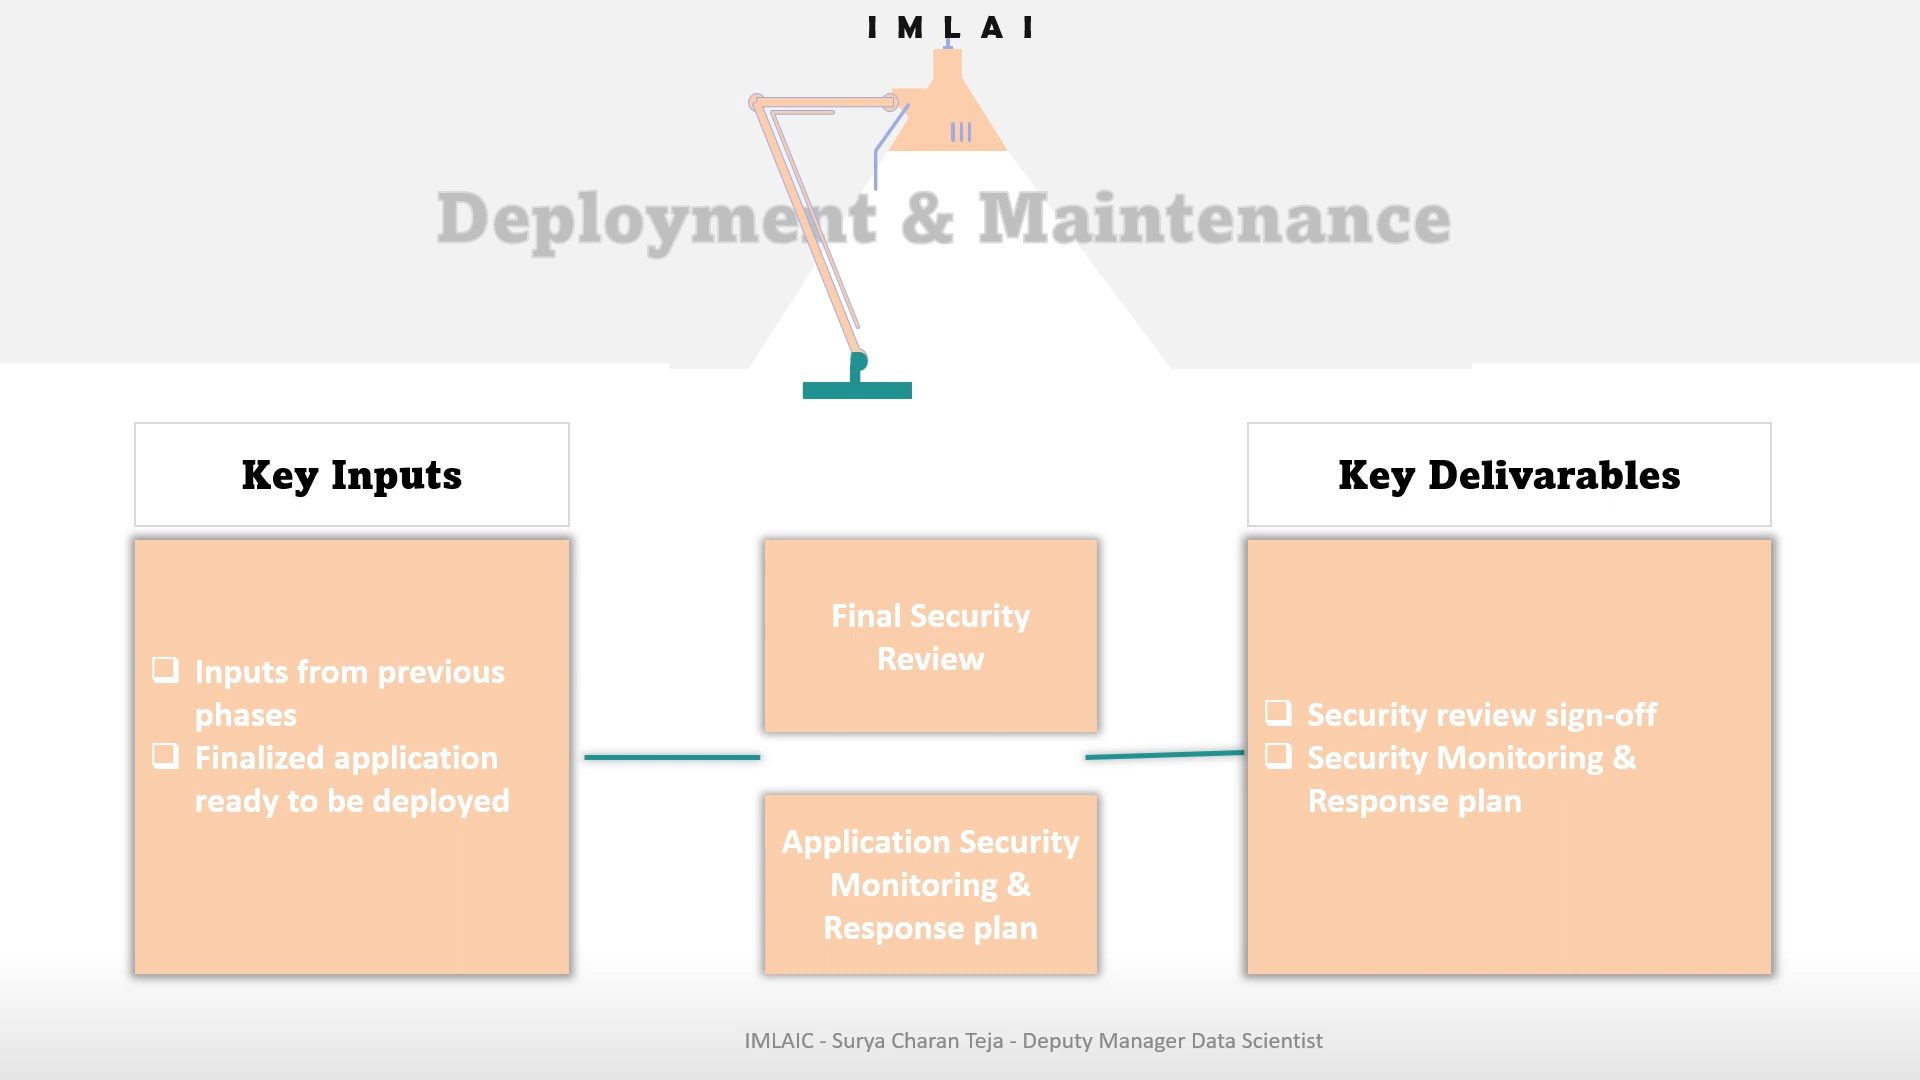 IMLAI
Deployment & Maintenance
Key Inputs
Inputs from previous
phases
Finalized application
ready to be deployed
Final Security
Review
Application Security
Monitoring &
Response plan
Key Delivarables
Security review sign-off
Security Monitoring &
Response plan
IMLAIC - Surya Charan Teja - Deputy Manager Data Scientist